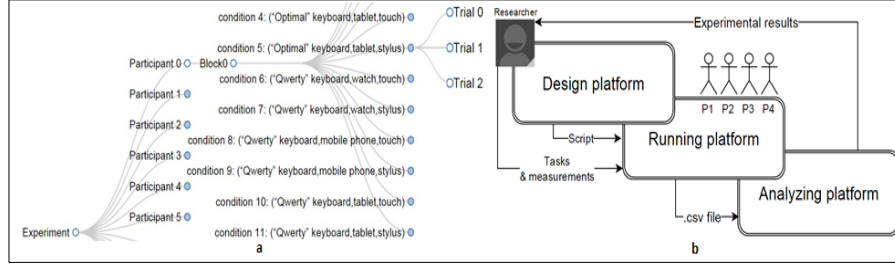 condition 4: ("Optimal" keyboard,tablet,touch)
Trial 0
condition 5: ("Optimal" keyboard,tablet,stylus)
Trial 1
Participant 0
Block0
condition 6: ("Qwerty" keyboard,watch,touch)
Trial 2
Participant 1
condition 7: ("Qwerty" keyboard,watch,stylus)
Participant 2
condition 8: ("Qwerty" keyboard,mobile phone,touch)
Participant 3
condition 9: ("Qwerty" keyboard,mobile phone,stylus)
Participant 4
condition 10: ("Qwerty" keyboard,tablet,touch)
Participant 5
Experiment
condition 11: ("Qwerty" keyboard,tablet,stylus)
a
Researcher
Experimental results
Design platform
P1 P2 P3 P4
Script
Running platform
Tasks
& measurements
Analyzing platform
.csv file
b